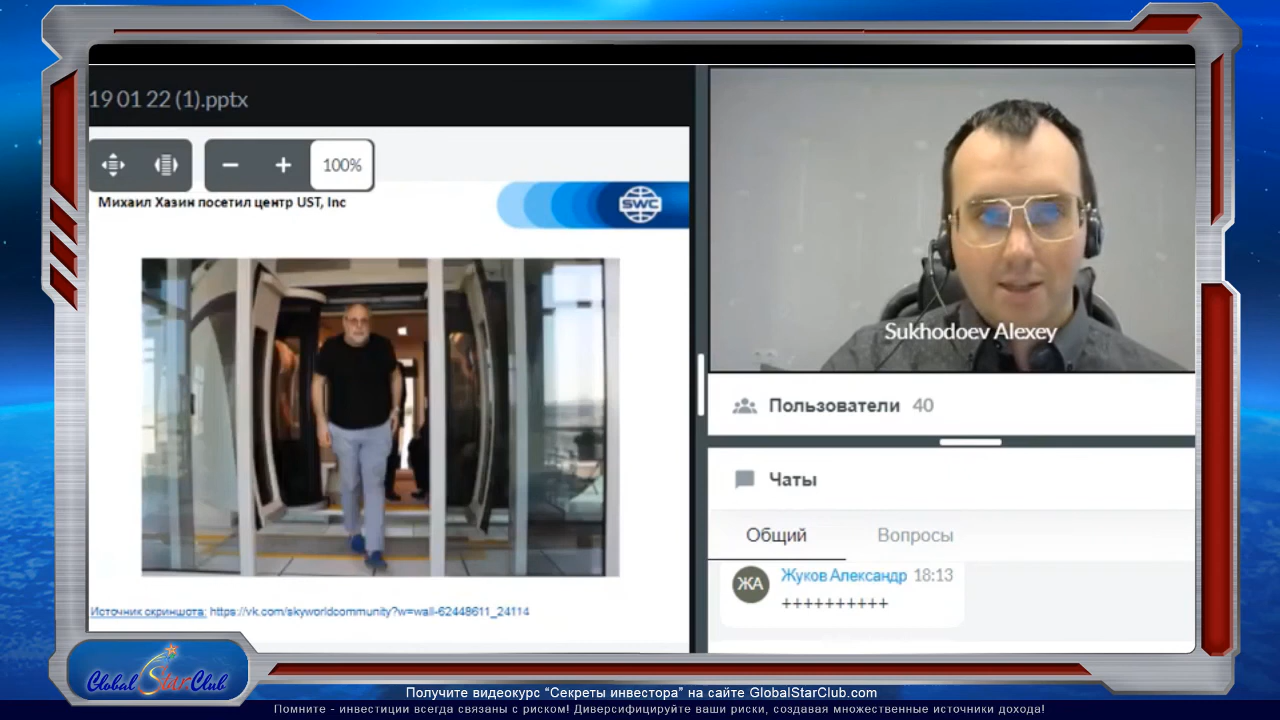 19 01 22 (1).pptx
100%
Михаил Хазин посетил центр UST, Inc
SWC
Источник скриншота: https://vk.com/skyworldcommunity?w=wall-62448611_24114
Sukhodoev Alexey
Пользователи 40
Чаты
Общий Вопросы
ЖА Жуков Александр 18:13
++++++++++
Global Star Club
Получите видеокурс "Секреты инвестора" на сайте GlobalStarClub.com
Помните - инвестиции всегда связаны с риском! Диверсифицируйте ваши риски, создавая множественные источники дохода!